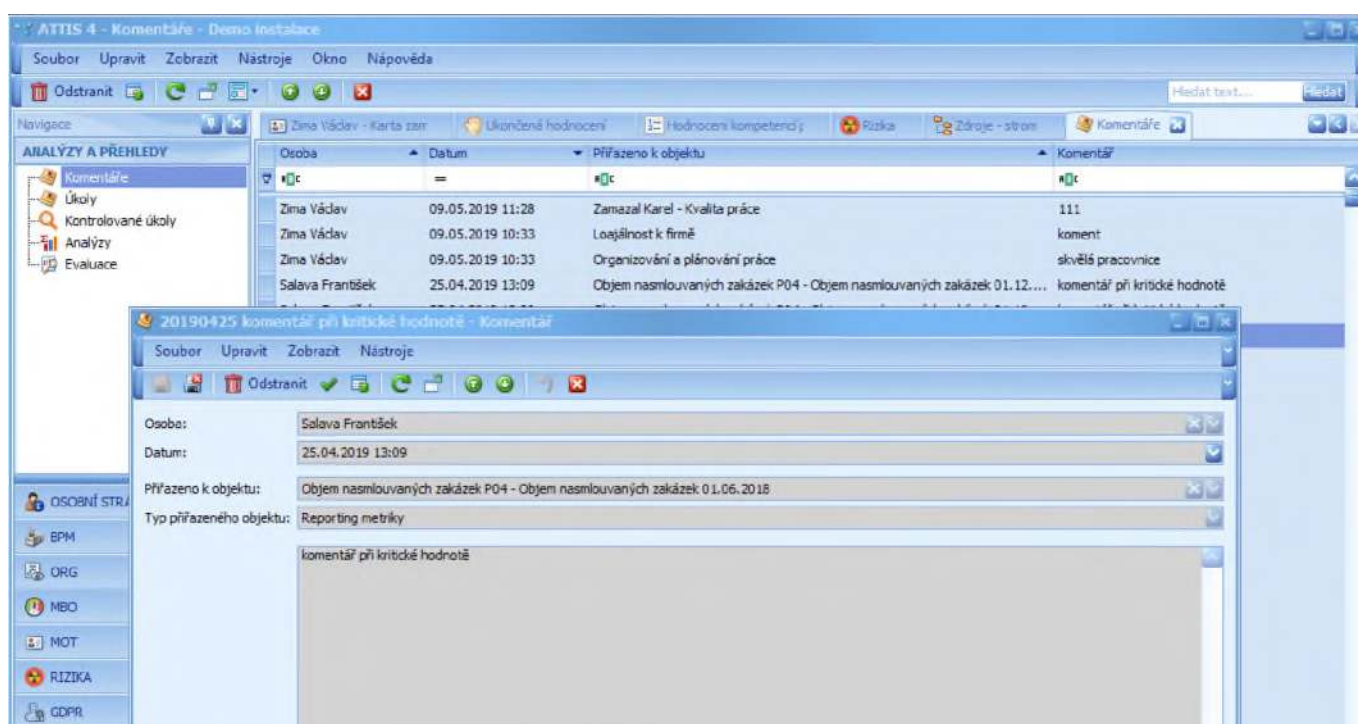 ATTIS 4 - Komentáře - Demo instalace
Soubor Upravit Zobrazit Nástroje Okno Nápověda
Odstranit Hledat text... Hledat
Navigace Zima Václav - Karta zam Ukončená hodnocení Hodnocení kompetencí p Rizika Zdroje - strom Komentáře
ANALÝZY A PŘEHLEDY Osoba Datum Přiřazeno k objektu Komentář
Komentáře =
Úkoly
Kontrolované úkoly
Analýzy
Evaluace
Zima Václav 09.05.2019 11:28 Zamazal Karel - Kvalita práce 111
Zima Václav 09.05.2019 10:33 Loajálnost k firmě koment
Zima Václav 09.05.2019 10:33 Organizování a plánování práce skvělá pracovnice
Salava František 25.04.2019 13:09 Objem nasmlouvaných zakázek P04 - Objem nasmlouvaných zakázek 01.12.... komentář při kritické hodnotě
20190425 komentář při kritické hodnotě - Komentář
Soubor Upravit Zobrazit Nástroje
Odstranit
Osoba: Salava František
Datum: 25.04.2019 13:09
Přiřazeno k objektu: Objem nasmlouvaných zakázek P04 - Objem nasmlouvaných zakázek 01.06.2018
Typ přiřazeného objektu: Reporting metriky
komentář při kritické hodnotě
OSOBNÍ STRÁ
BPM
ORG
MBO
MOT
RIZIKA
GDPR